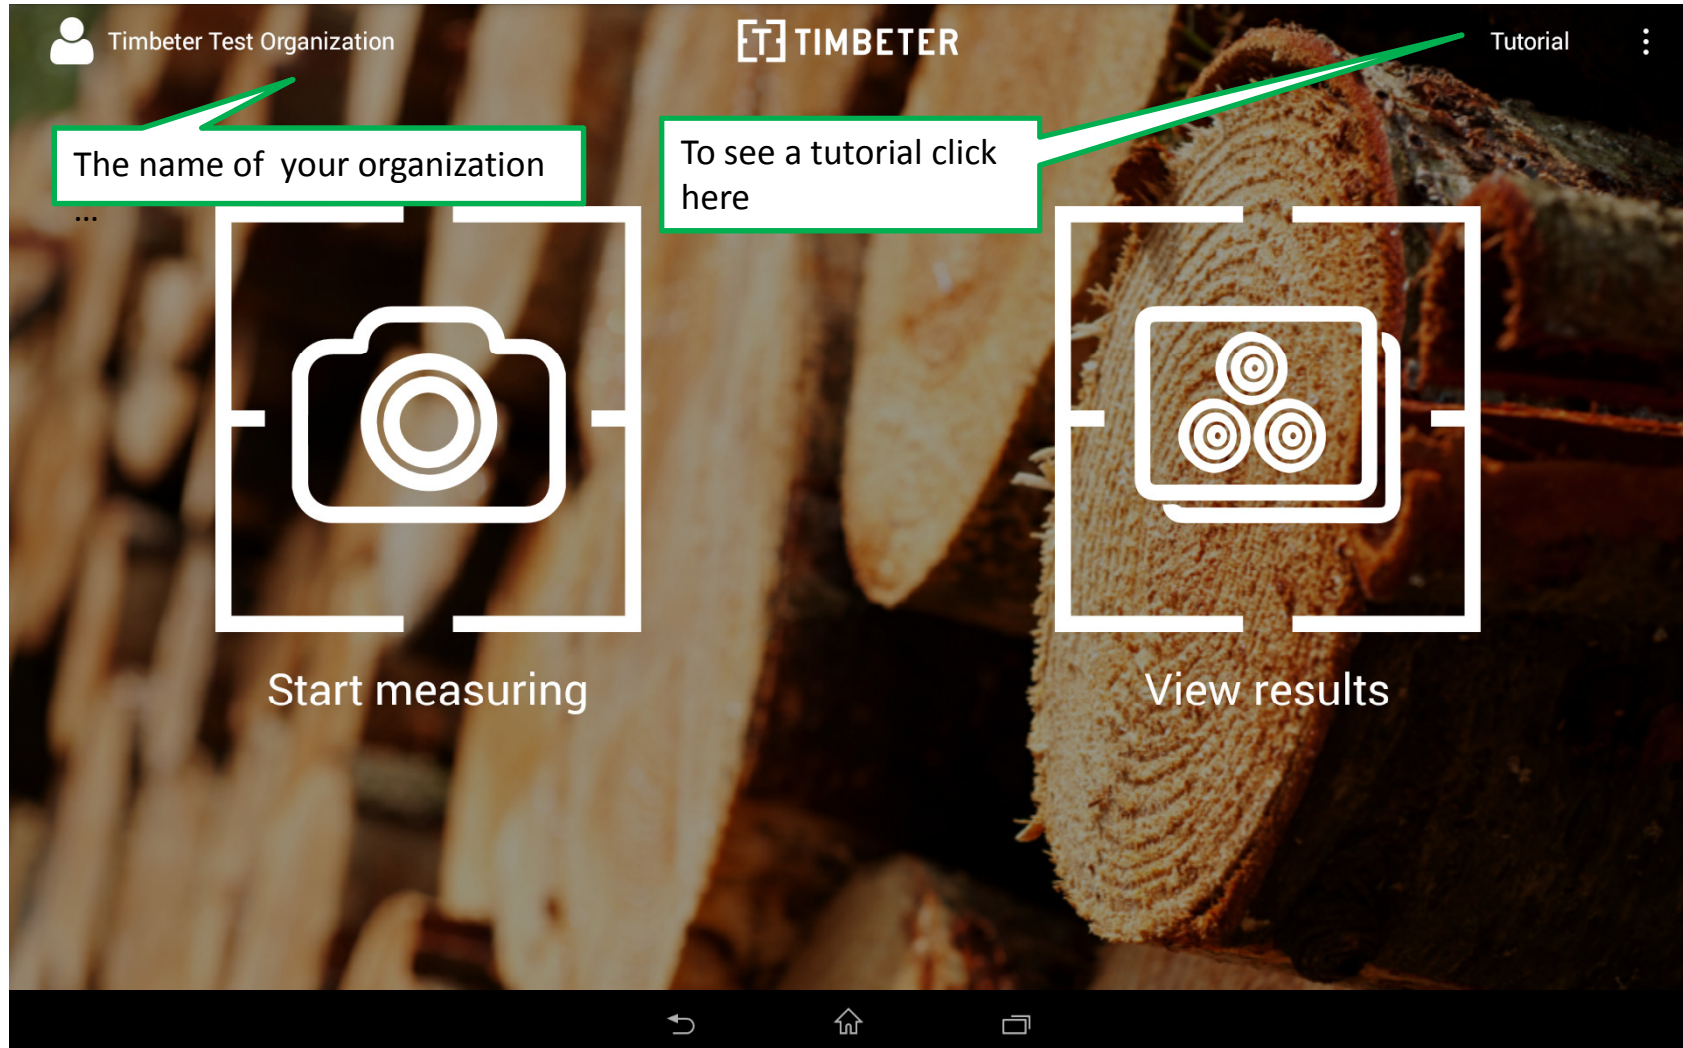 Timbeter Test Organization
[T] TIMBETER
Tutorial
The name of your organization
...
To see a tutorial click
here
Start measuring
View results